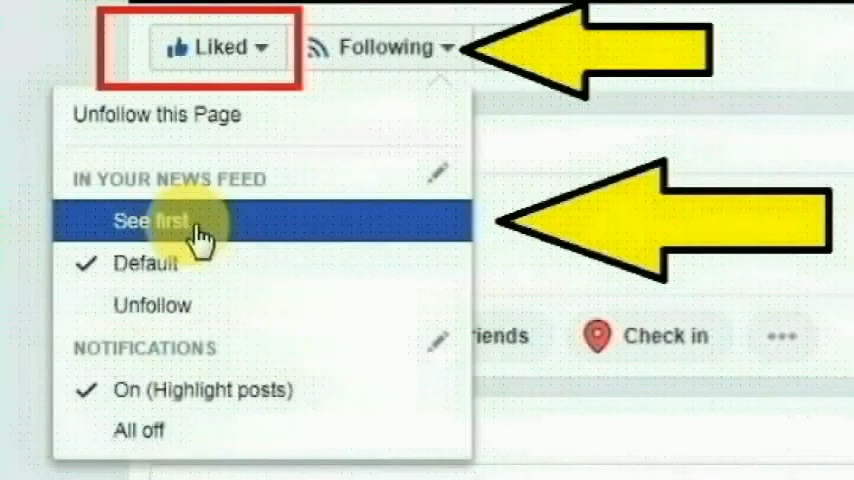 Liked Following
Unfollow this Page
IN YOUR NEWS FEED
See first
Default
Unfollow
riends Check in
NOTIFICATIONS
On (Highlight posts)
All off